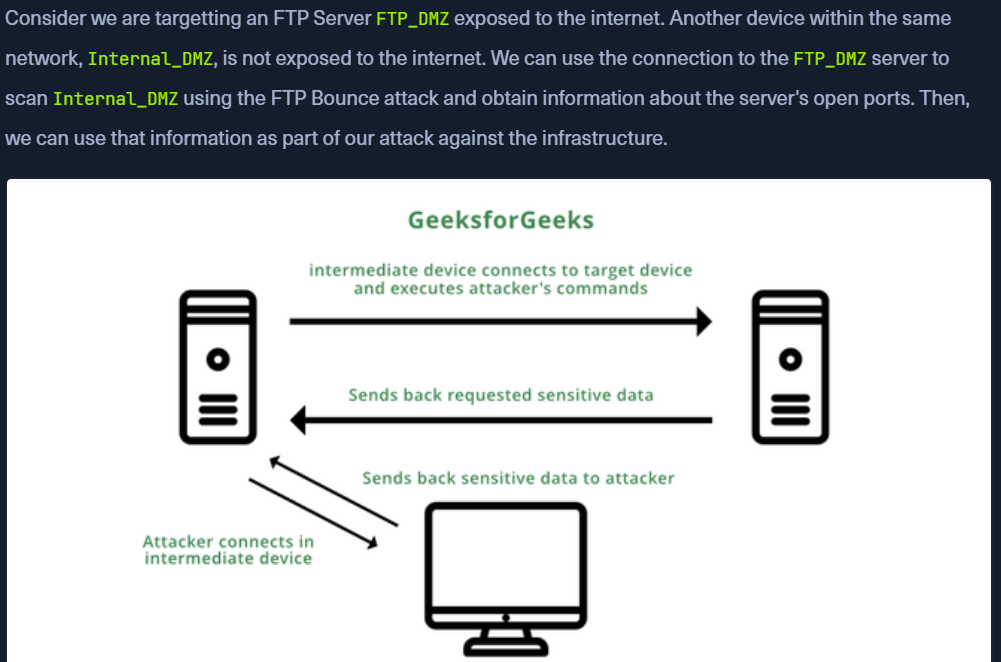 Consider we are targetting an FTP Server FTP_DMZ exposed to the internet. Another device within the same
network, Internal_DMZ, is not exposed to the internet. We can use the connection to the FTP_DMZ server to
scan Internal_DMZ using the FTP Bounce attack and obtain information about the server's open ports. Then,
we can use that information as part of our attack against the infrastructure.
GeeksforGeeks
intermediate device connects to target device
and executes attacker's commands
Sends back requested sensitive data
Sends back sensitive data to attacker
Attacker connects in
intermediate device